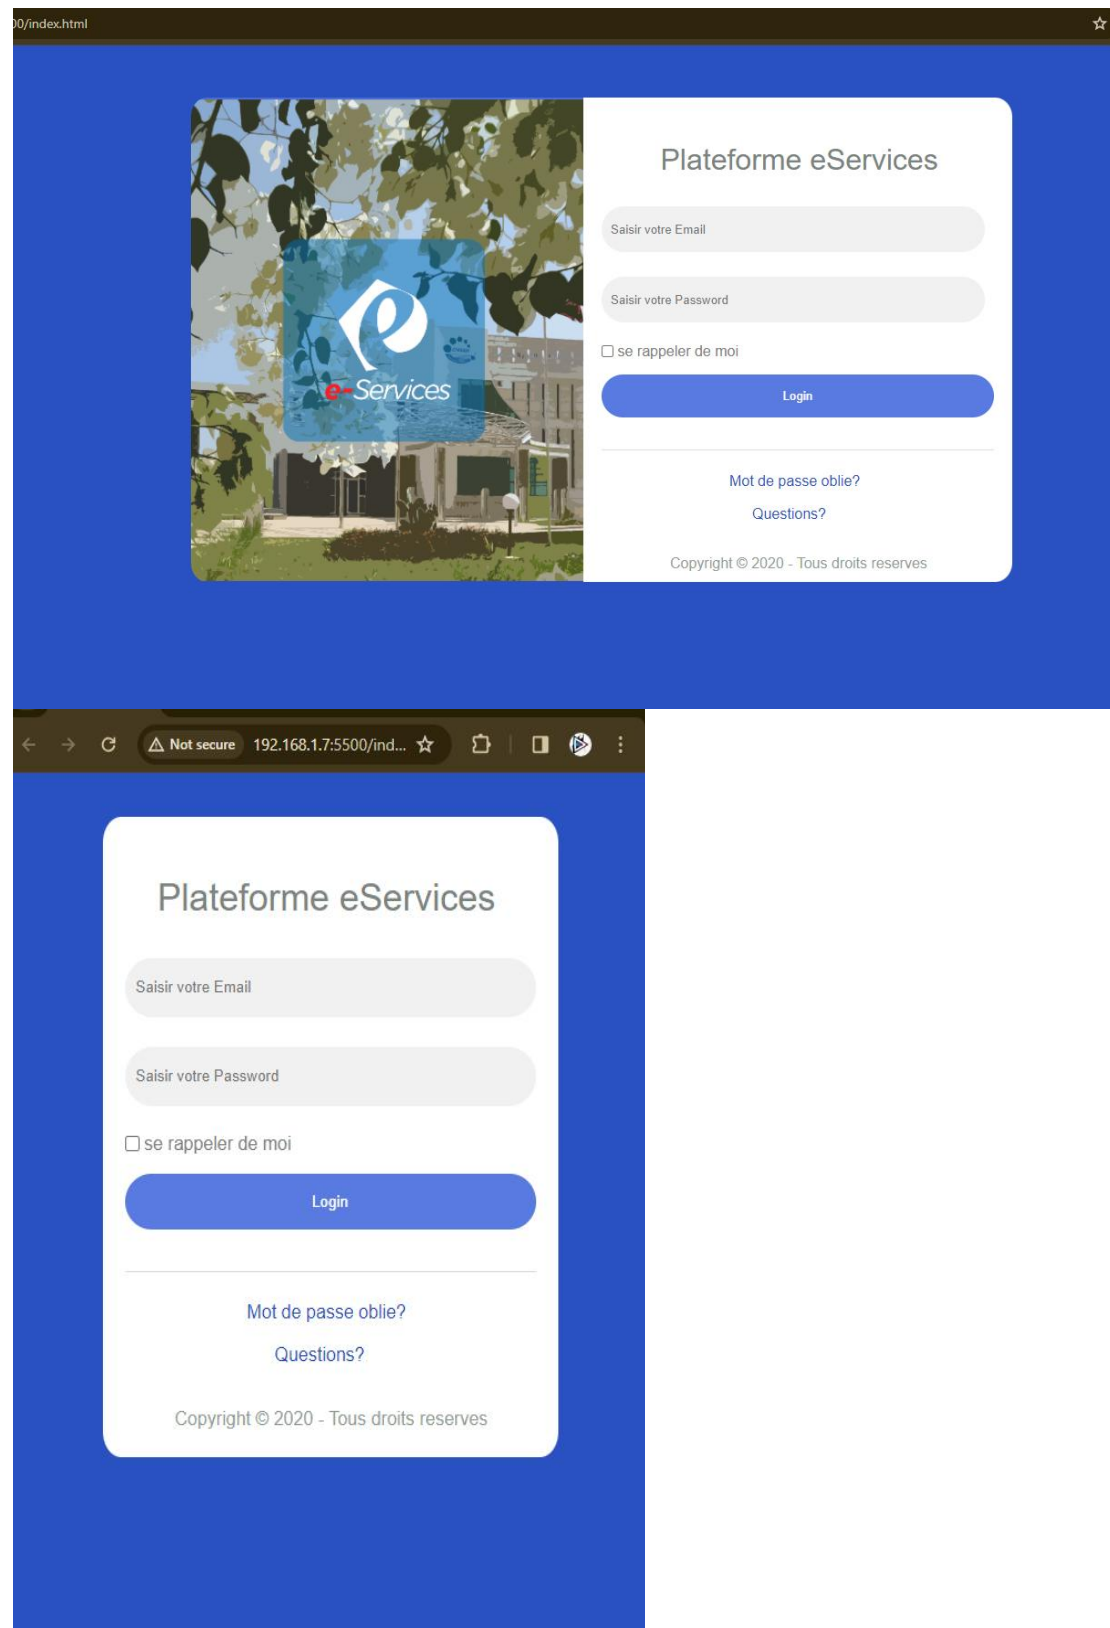 00/index.html
Plateforme eServices
Saisir votre Email
Saisir votre Password
se rappeler de moi
Login
e-Services
Mot de passe oblie?
Questions?
Copyright © 2020 - Tous droits reserves
Not secure 192.168.1.7:5500/ind...
Plateforme eServices
Saisir votre Email
Saisir votre Password
se rappeler de moi
Login
Mot de passe oblie?
Questions?
Copyright © 2020 - Tous droits reserves